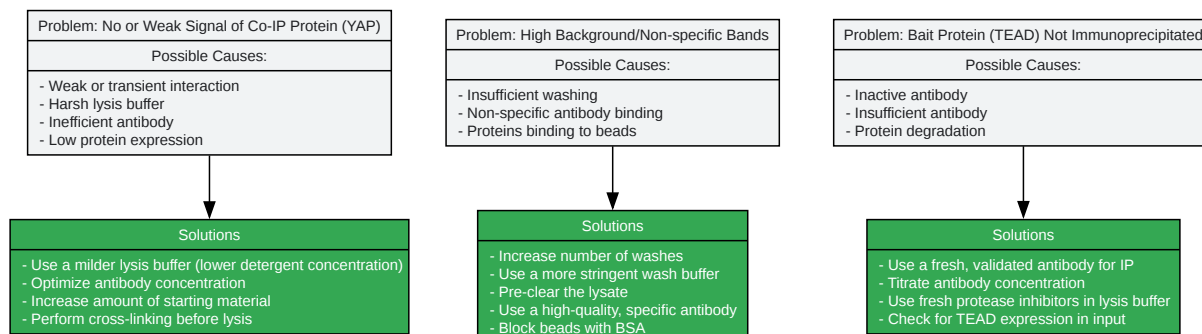 Problem: No or Weak Signal of Co-IP Protein (YAP)
Possible Causes:
- Weak or transient interaction
- Harsh lysis buffer
- Inefficient antibody
- Low protein expression
Solutions
- Use a milder lysis buffer (lower detergent concentration)
- Optimize antibody concentration
- Increase amount of starting material
- Perform cross-linking before lysis
Problem: High Background/Non-specific Bands
Possible Causes:
- Insufficient washing
- Non-specific antibody binding
- Proteins binding to beads
Solutions
- Increase number of washes
- Use a more stringent wash buffer
- Pre-clear the lysate
- Use a high-quality, specific antibody
- Block beads with BSA
Problem: Bait Protein (TEAD) Not Immunoprecipitated
Possible Causes:
- Inactive antibody
- Insufficient antibody
- Protein degradation
Solutions
- Use a fresh, validated antibody for IP
- Titrate antibody concentration
- Use fresh protease inhibitors in lysis buffer
- Check for TEAD expression in input